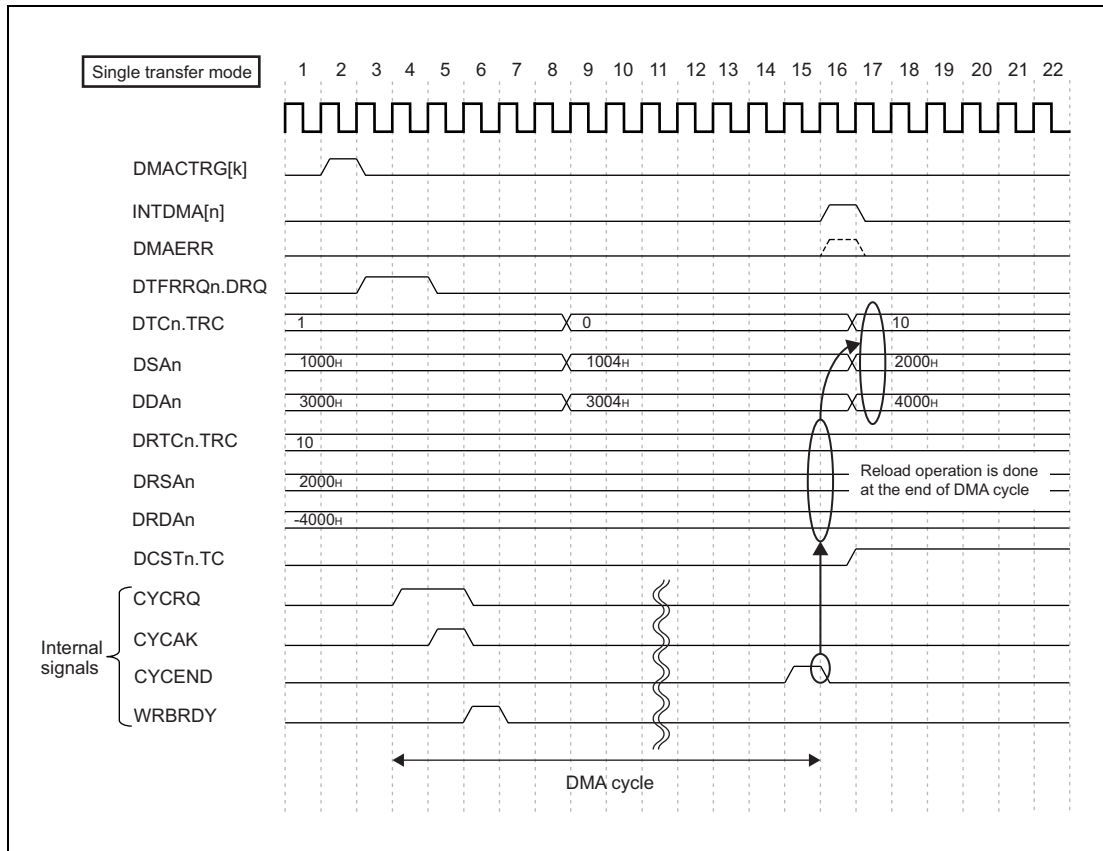 Single transfer mode
1 2 3 4 5 6 7 8 9 10 11 12 13 14 15 16 17 18 19 20 21 22
DMACTRG[k]
INTDMA[n]
DMAERR
DTFRRQn.DRQ
DTCn.TRC 1 0 10
DSAn 1000H 1004H 2000H
DDAn 3000H 3004H 4000H
DRTCn.TRC 10
DRSAn 2000H
DRDAn -4000H
Reload operation is done
at the end of DMA cycle
DCSTn.TC
Internal
signals
CYCRQ
CYCAK
CYCEND
WRBRDY
DMA cycle